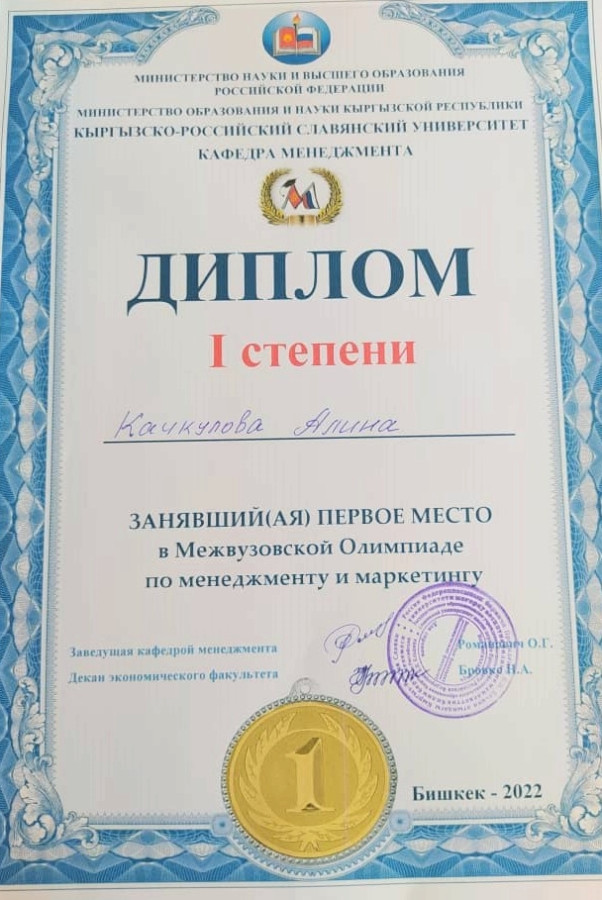 МИНИСТЕРСТВО НАУКИ И ВЫСШЕГО ОБРАЗОВАНИЯ
РОССИЙСКОЙ ФЕДЕРАЦИИ
МИНИСТЕРСТВО ОБРАЗОВАНИЯ И НАУКИ КЫРГЫЗСКОЙ РЕСПУБЛИКИ
КЫРГЫЗСКО-РОССИЙСКИЙ СЛАВЯНСКИЙ УНИВЕРСИТЕТ
КАФЕДРА МЕНЕДЖМЕНТА
М
ДИПЛОМ
I степени
Качкулова Алина
ЗАНЯВШИЙ(АЯ) ПЕРВОЕ МЕСТО
в Межвузовской Олимпиаде
по менеджменту и маркетингу
Заведущая кафедрой менеджмента О.Г.
Декан экономического факультета Бровко Н.А.
1
Бишкек - 2022